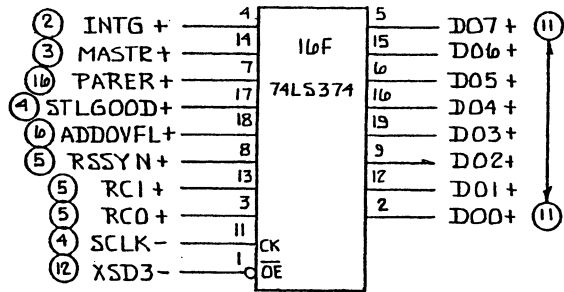 2 INTG + 4 16F 5 DO7+ 11
3 MASTR+ 14 74LS374 15 DO6+
16 PARER+ 7 6 DO5+
4 STLGOOD+ 17 16 DO4+
6 ADDOVFL+ 18 19 DO3+
5 RSSYN+ 8 9 DO2+
5 RC1+ 13 12 DO1+
5 RCO+ 3 2 DOO+ 11
4 SCLK- 11 CK
12 XSD3- 1 OE